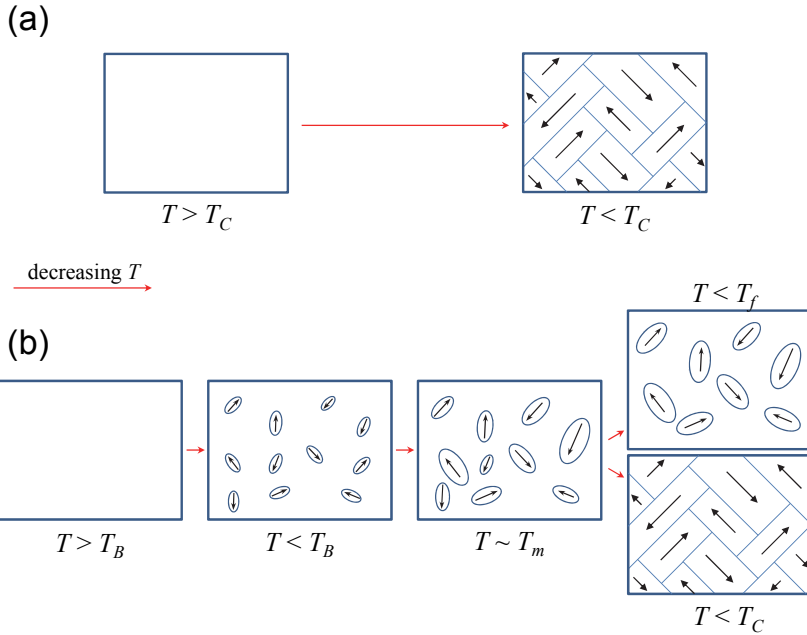 (a)
T > T_C
T < T_C
decreasing T
(b)
T > T_B
T < T_B
T ~ T_m
T < T_f
T < T_C